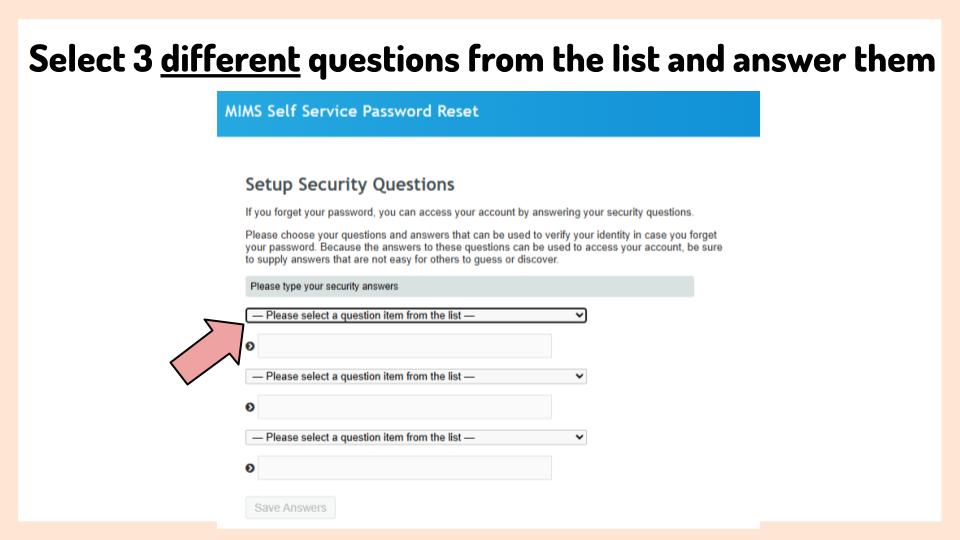 Select 3 different questions from the list and answer them
MIMS Self Service Password Reset
Setup Security Questions
If you forget your password, you can access your account by answering your security questions.
Please choose your questions and answers that can be used to verify your identity in case you forget
your password. Because the answers to these questions can be used to access your account, be sure
to supply answers that are not easy for others to guess or discover.
Please type your security answers
— Please select a question item from the list —
— Please select a question item from the list —
— Please select a question item from the list —
Save Answers